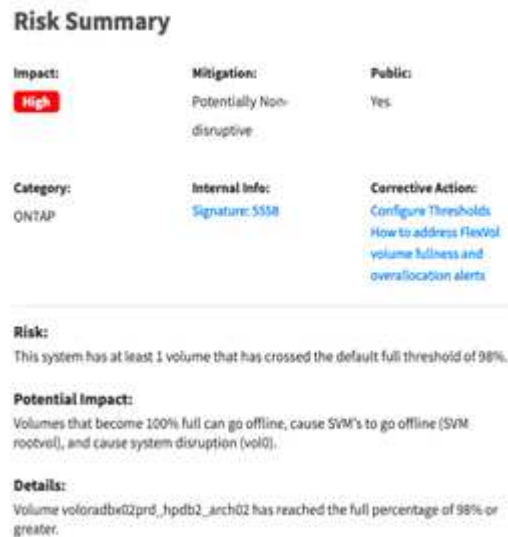 Risk Summary
Impact:
Mitigation:
Public:
High
Potentially Non-
disruptive
Yes
Category:
Internal Info:
Corrective Action:
ONTAP
Signature: 5558
Configure Thresholds
How to address FlexVol
volume fullness and
overallocation alerts
Risk:
This system has at least 1 volume that has crossed the default full threshold of 98%.
Potential Impact:
Volumes that become 100% full can go offline, cause SVM's to go offline (SVM
rootvol), and cause system disruption (vol0).
Details:
Volume voloradbx02prd_hpdb2_arch02 has reached the full percentage of 98% or
greater.